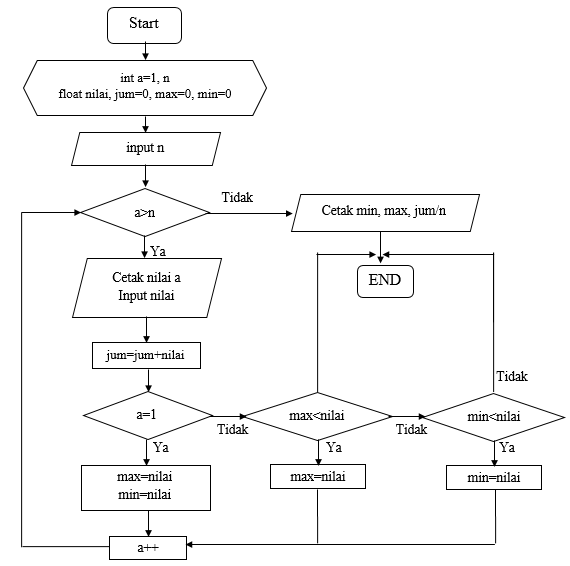 Start
int a=1, n
float nilai, jum=0, max=0, min=0
input n
a>n
Tidak
Cetak min, max, jum/n
Ya
END
Cetak nilai a
Input nilai
jum=jum+nilai
Tidak
a=1
max<nilai
min<nilai
Tidak
Tidak
Ya
Ya
Ya
max=nilai
min=nilai
max=nilai
min=nilai
a++